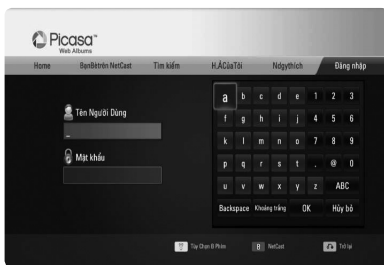 Picasa™
Web Albums
Home BạnBètrên NetCast Tìm kiếm H.ẢCủaTôi Ndgythích Đăng nhập
Tên Người Dùng
Mật khẩu
a b c d e 1 2 3
f g h i j 4 5 6
k l m n o 7 8 9
p q r s t . @ 0
u v w x y z ABC
Backspace Khoảng trắng OK Hủy bỏ
Tùy Chọn B Phím NetCast Trở lại